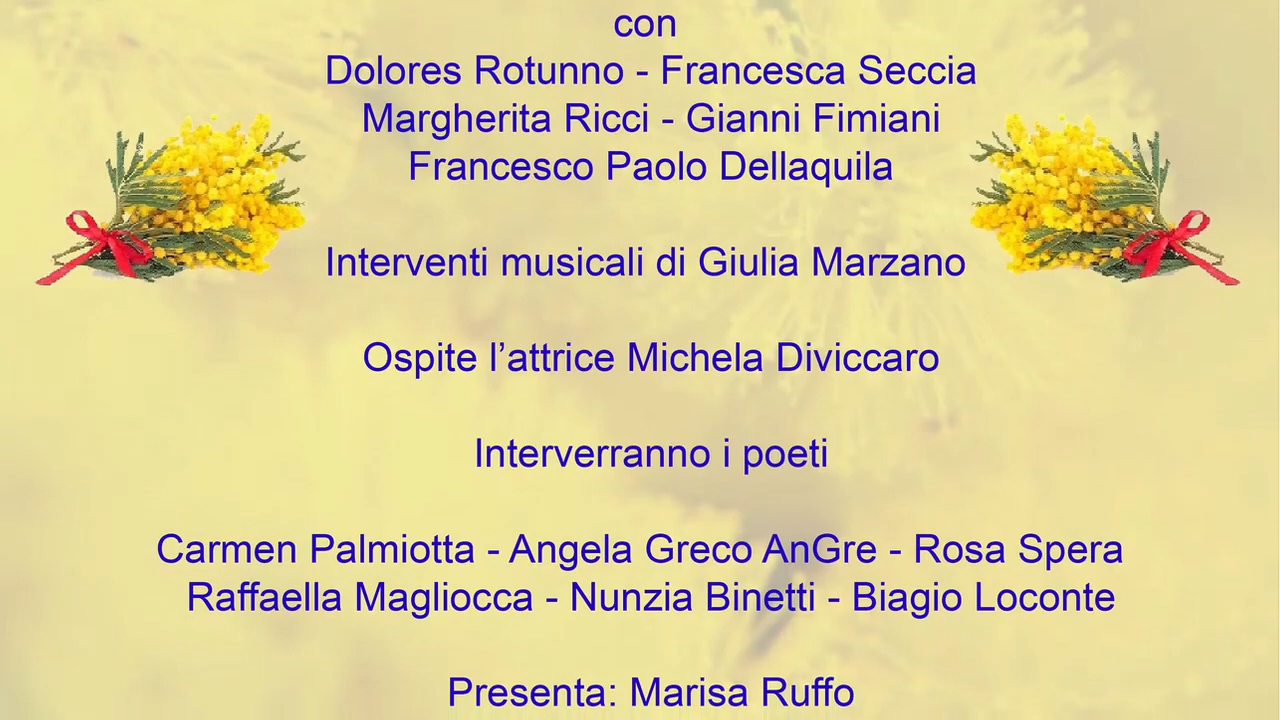 con
Dolores Rotunno - Francesca Seccia
Margherita Ricci - Gianni Fimiani
Francesco Paolo Dellaquila
Interventi musicali di Giulia Marzano
Ospite l’attrice Michela Diviccaro
Interverranno i poeti
Carmen Palmiotta - Angela Greco AnGre - Rosa Spera
Raffaella Magliocca - Nunzia Binetti - Biagio Loconte
Presenta: Marisa Ruffo